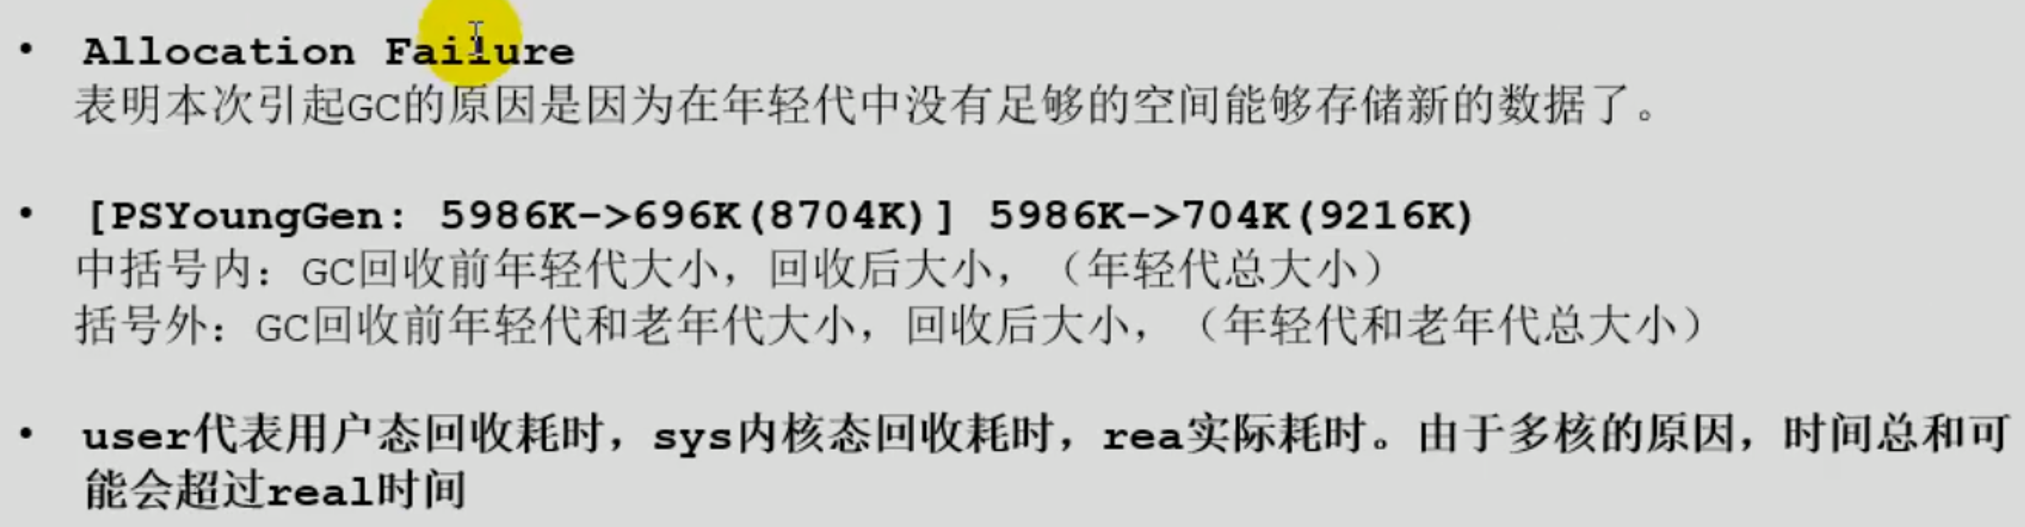 • Allocation Failure
表明本次引起GC的原因是因为在年轻代中没有足够的空间能够存储新的数据了。
• [PSYoungGen: 5986K->696K(8704K)] 5986K->704K(9216K)
中括号内：GC回收前年轻代大小，回收后大小，（年轻代总大小）
括号外：GC回收前年轻代和老年代大小，回收后大小，（年轻代和老年代总大小）
• user代表用户态回收耗时，sys内核态回收耗时，rea实际耗时。由于多核的原因，时间总和可
能会超过real时间